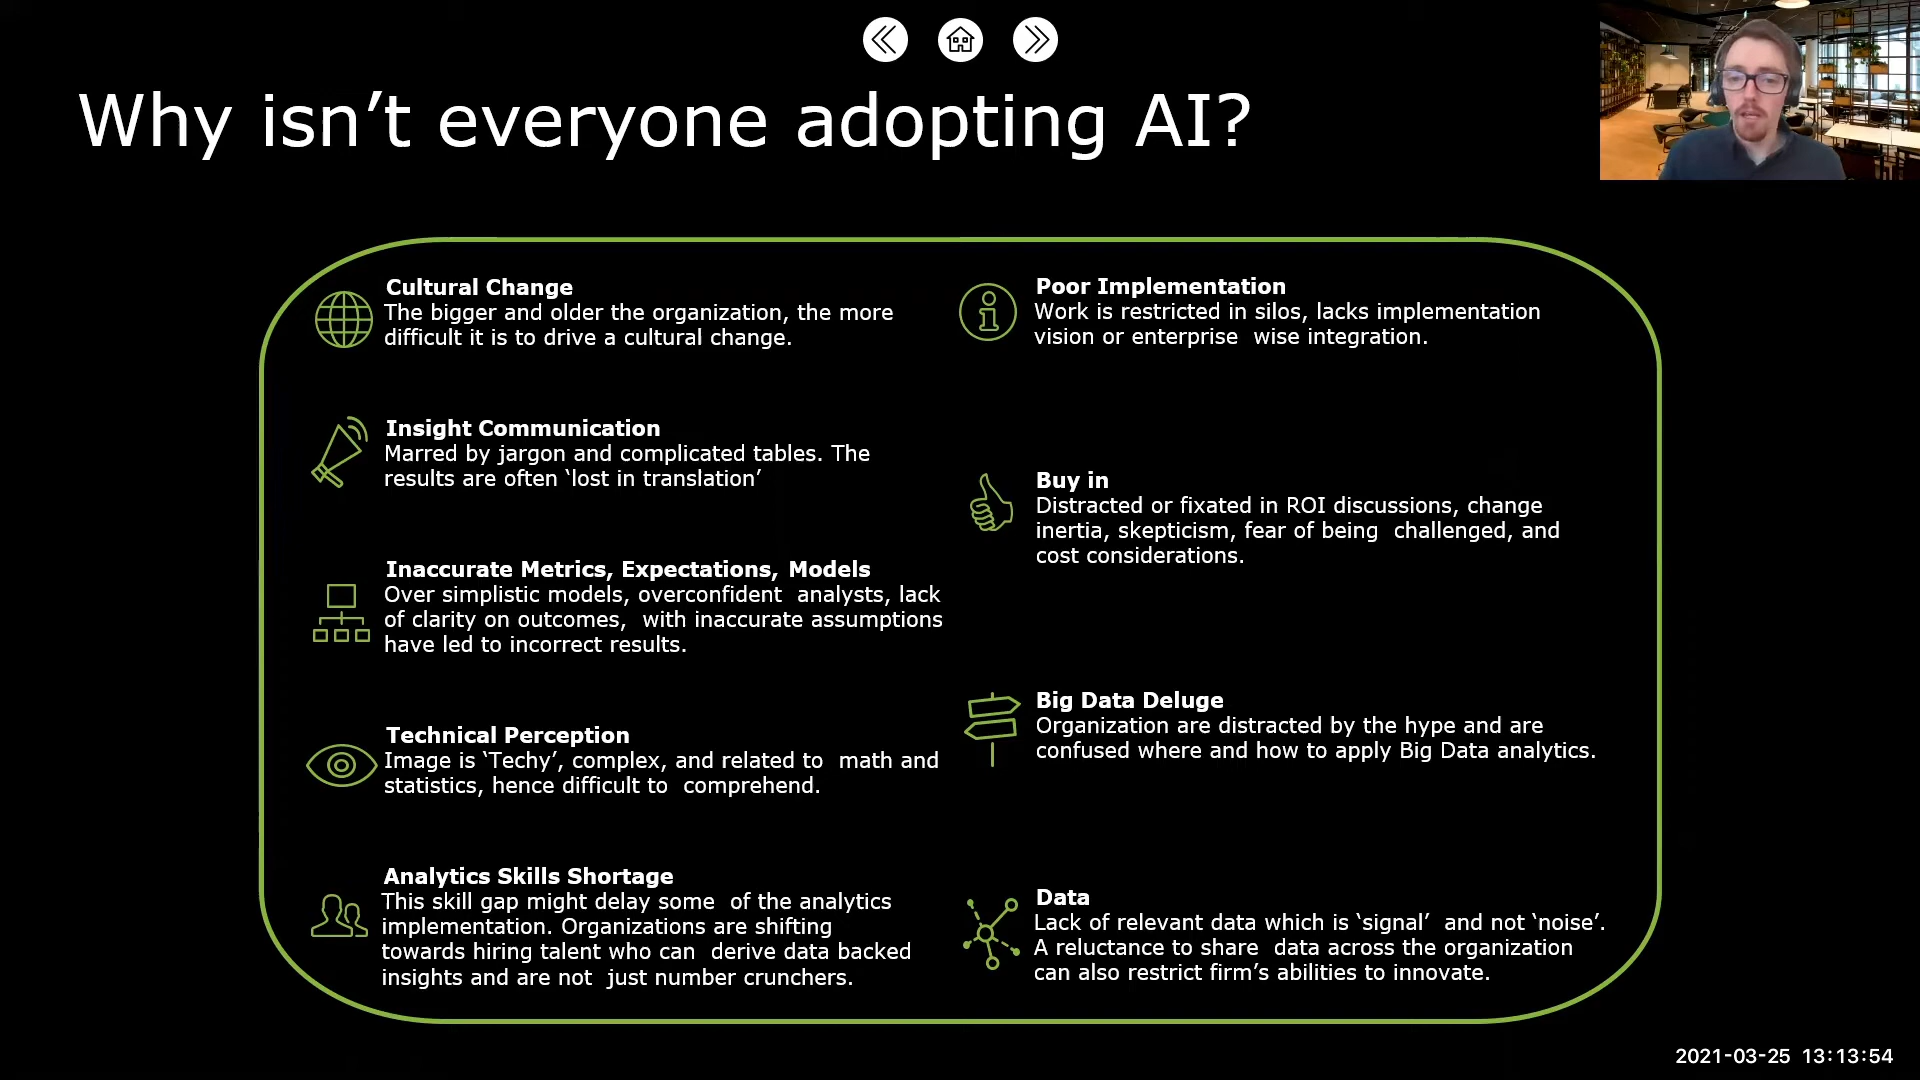 Why isn’t everyone adopting AI?
Cultural Change
The bigger and older the organization, the more
difficult it is to drive a cultural change.
Insight Communication
Marred by jargon and complicated tables. The
results are often ‘lost in translation’
Inaccurate Metrics, Expectations, Models
Over simplistic models, overconfident analysts, lack
of clarity on outcomes, with inaccurate assumptions
have led to incorrect results.
Technical Perception
Image is ‘Techy’, complex, and related to math and
statistics, hence difficult to comprehend.
Analytics Skills Shortage
This skill gap might delay some of the analytics
implementation. Organizations are shifting
towards hiring talent who can derive data backed
insights and are not just number crunchers.
Poor Implementation
Work is restricted in silos, lacks implementation
vision or enterprise wise integration.
Buy in
Distracted or fixated in ROI discussions, change
inertia, skepticism, fear of being challenged, and
cost considerations.
Big Data Deluge
Organization are distracted by the hype and are
confused where and how to apply Big Data analytics.
Data
Lack of relevant data which is ‘signal’ and not ‘noise’.
A reluctance to share data across the organization
can also restrict firm’s abilities to innovate.
2021-03-25 13:13:54